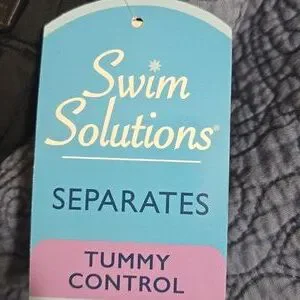 Swim
Solutions®
SEPARATES
TUMMY
CONTROL